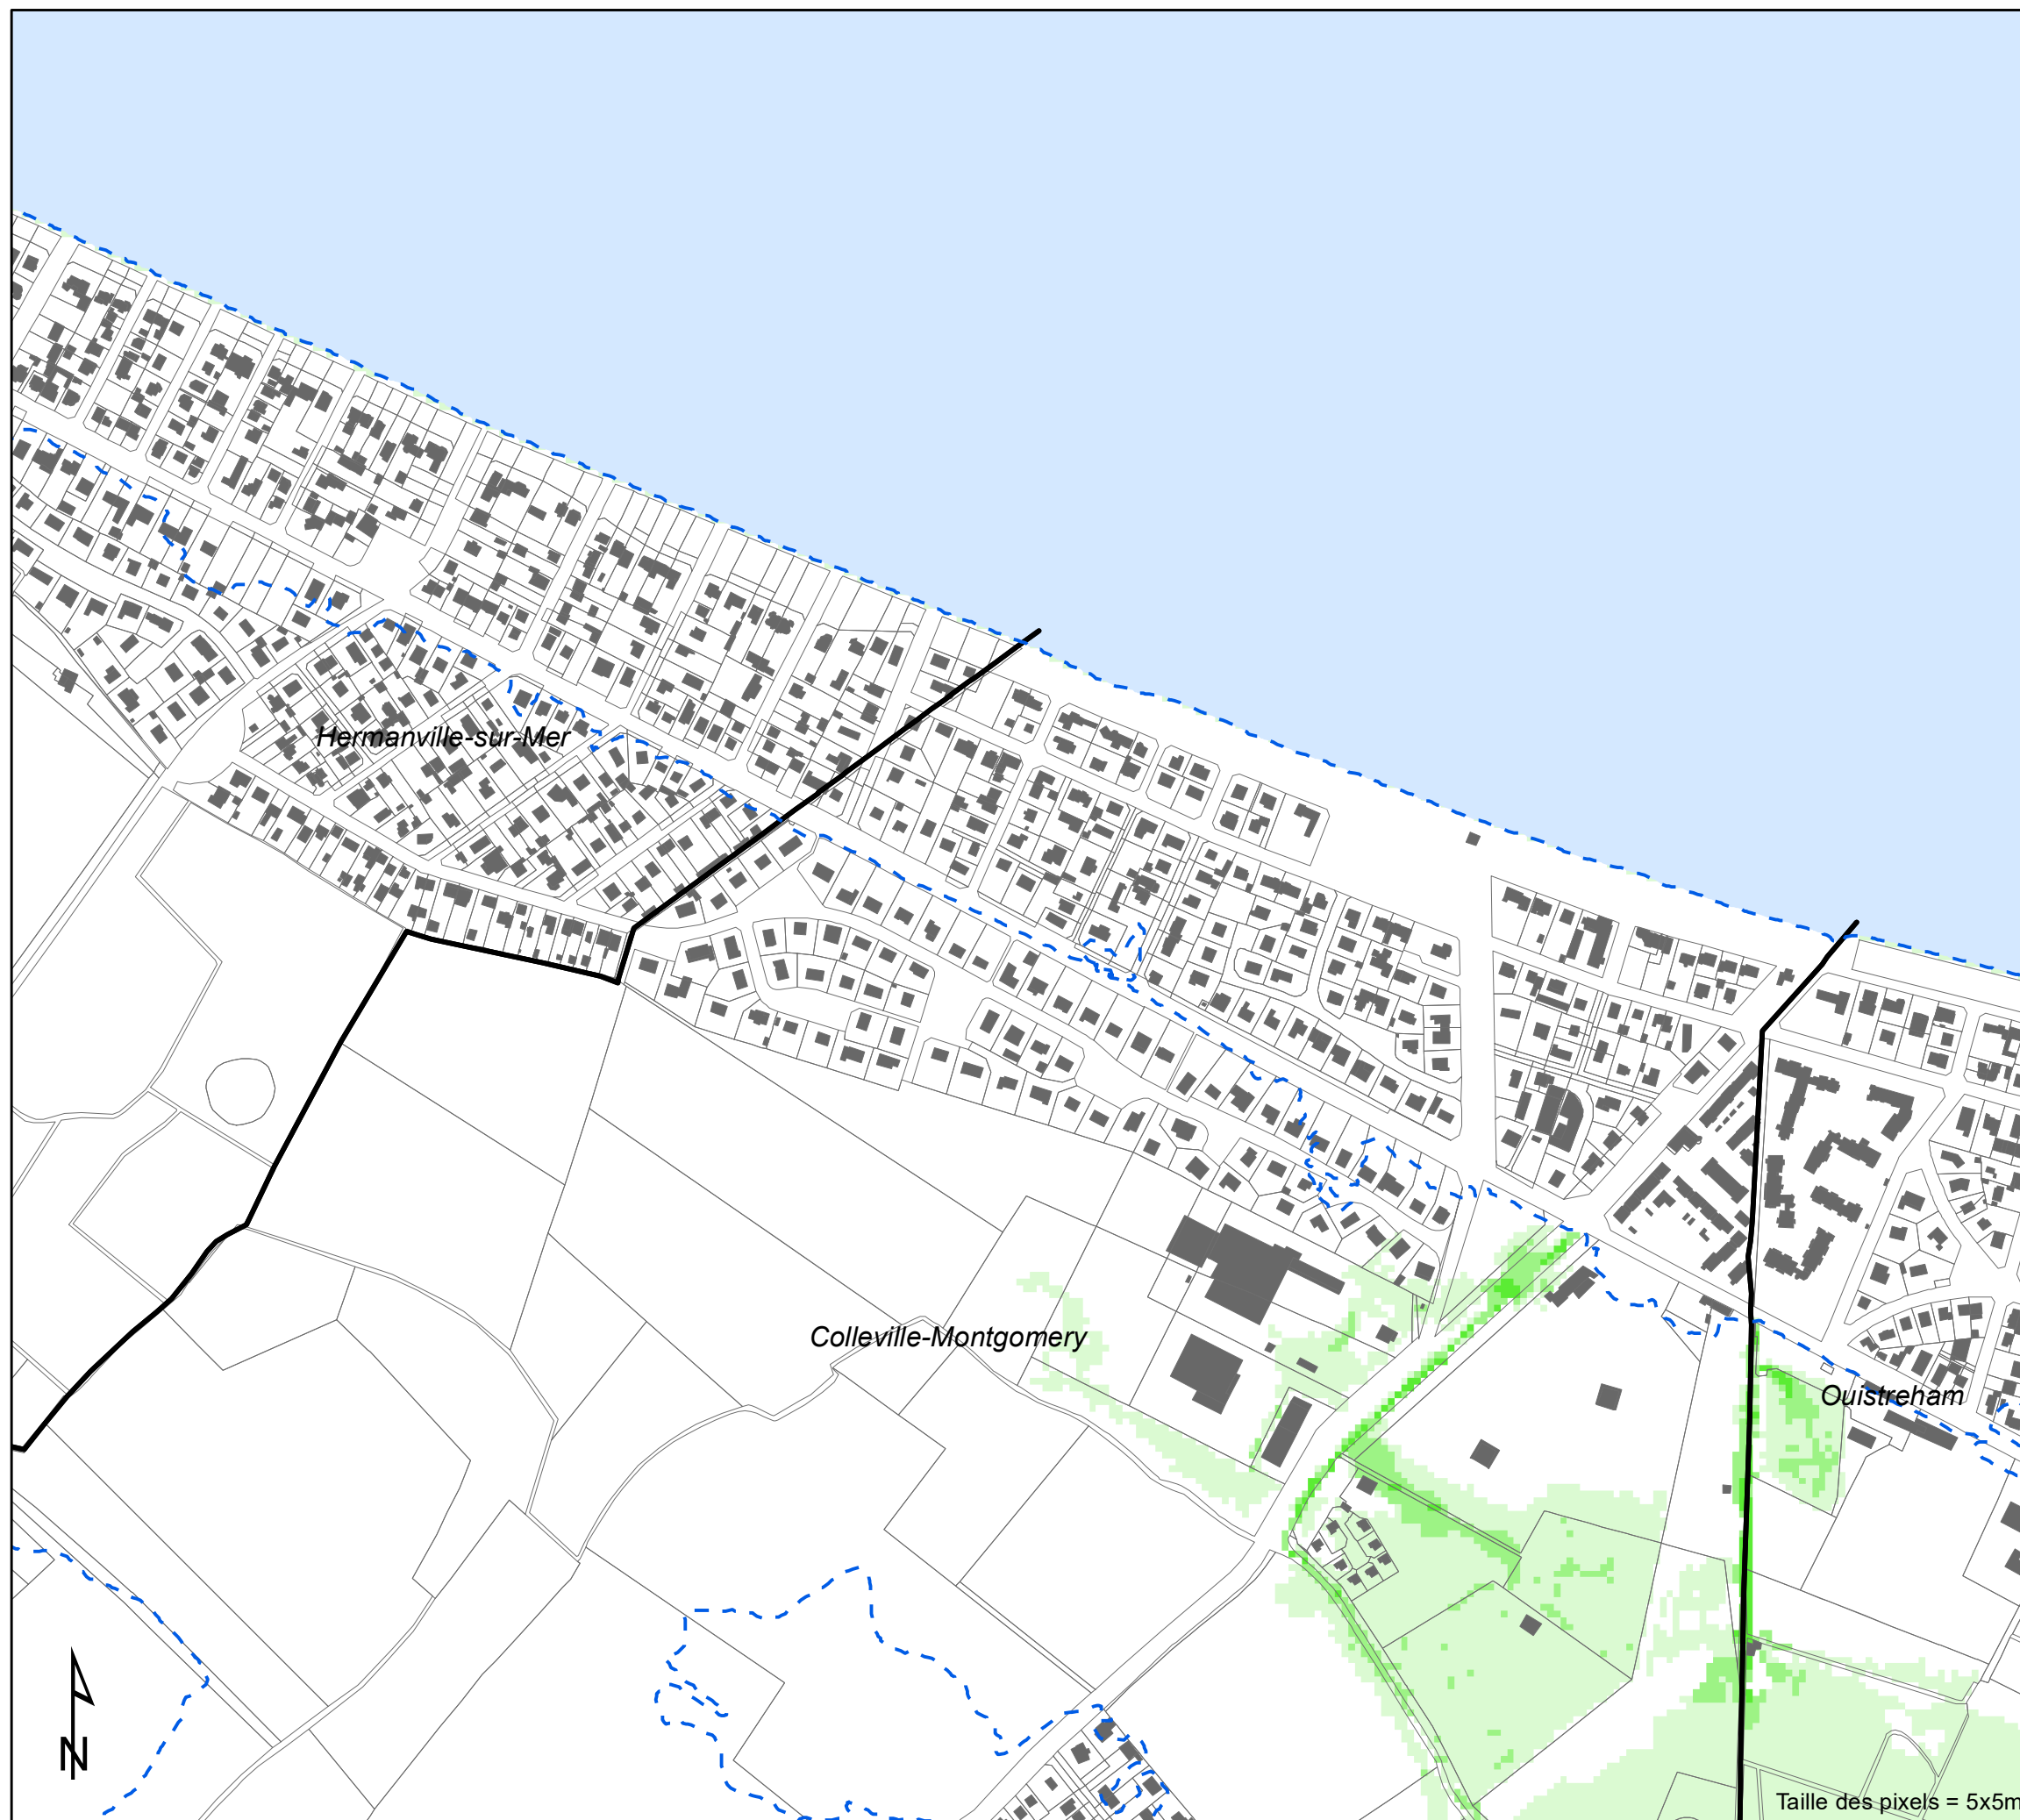 Hermanville-sur-Mer
Colleville-Montgomery
Ouistreham
N
Taille des pixels = 5x5m